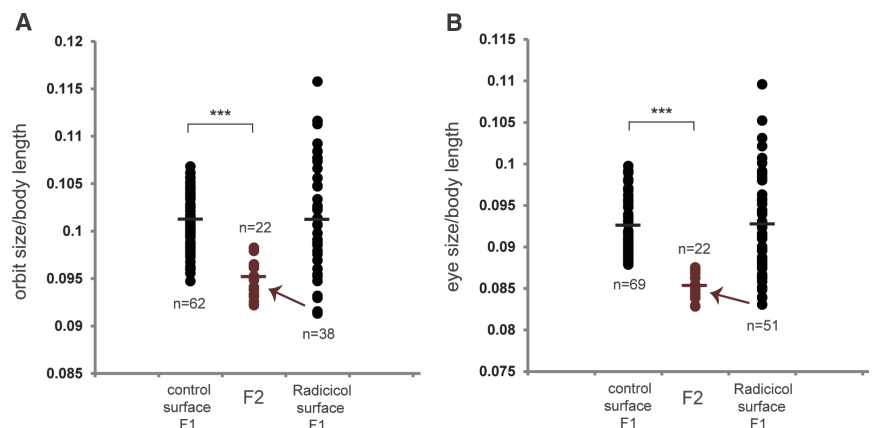 A
0.12
0.115
0.11
0.105
0.1
0.095
0.09
0.085
orbit size/body length
***
n=22
n=62
n=38
control
surface
F1
F2
Radicicol
surface
F1
B
0.115
0.11
0.105
0.1
0.095
0.09
0.085
0.08
0.075
eye size/body length
***
n=22
n=69
n=51
control
surface
F1
F2
Radicicol
surface
F1